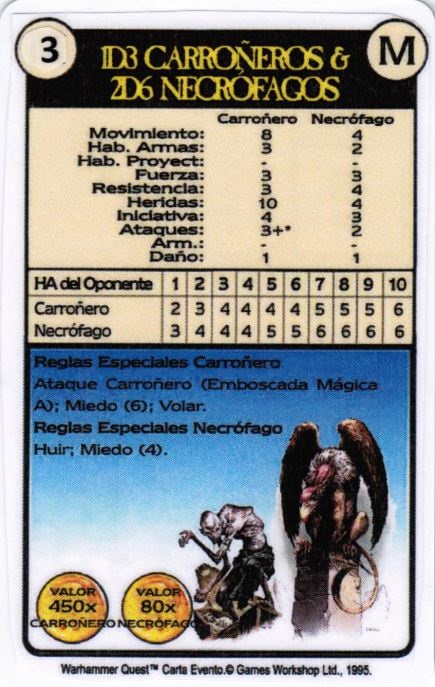 3
M
1D3 CARROÑEROS &
2D6 NECRÓFAGOS
Carroñero Necrófago
Movimiento: 8 4
Hab. Armas: 3 2
Hab. Proyect: - -
Fuerza: 3 3
Resistencia: 3 4
Heridas: 10 4
Iniciativa: 4 3
Ataques: 3+* 2
Arm.: - -
Daño: 1 1
HA del Oponente 1 2 3 4 5 6 7 8 9 10
Carroñero 2 3 4 4 4 4 5 5 5 6
Necrófago 3 4 4 4 5 5 6 6 6 6
Reglas Especiales Carroñero
Ataque Carroñero (Emboscada Mágica
A); Miedo (6); Volar.
Reglas Especiales Necrófago
Huir; Miedo (4).
VALOR
450x
CARROÑERO
VALOR
80x
NECRÓFAGO
Warhammer Quest™ Carta Evento.© Games Workshop Ltd., 1995.